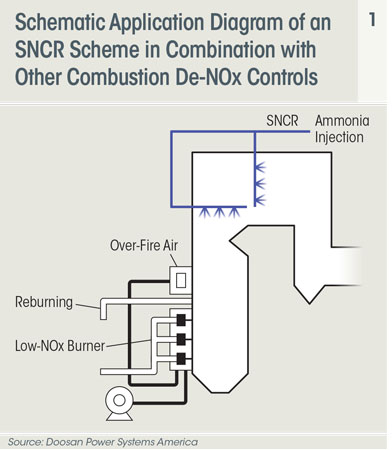 Schematic Application Diagram of an
1
SNCR Scheme in Combination with
Other Combustion De-NOx Controls
SNCR
Ammonia
Injection
Over-Fire Air
Reburning
Low-NOx Burner
Source: Doosan Power Systems America